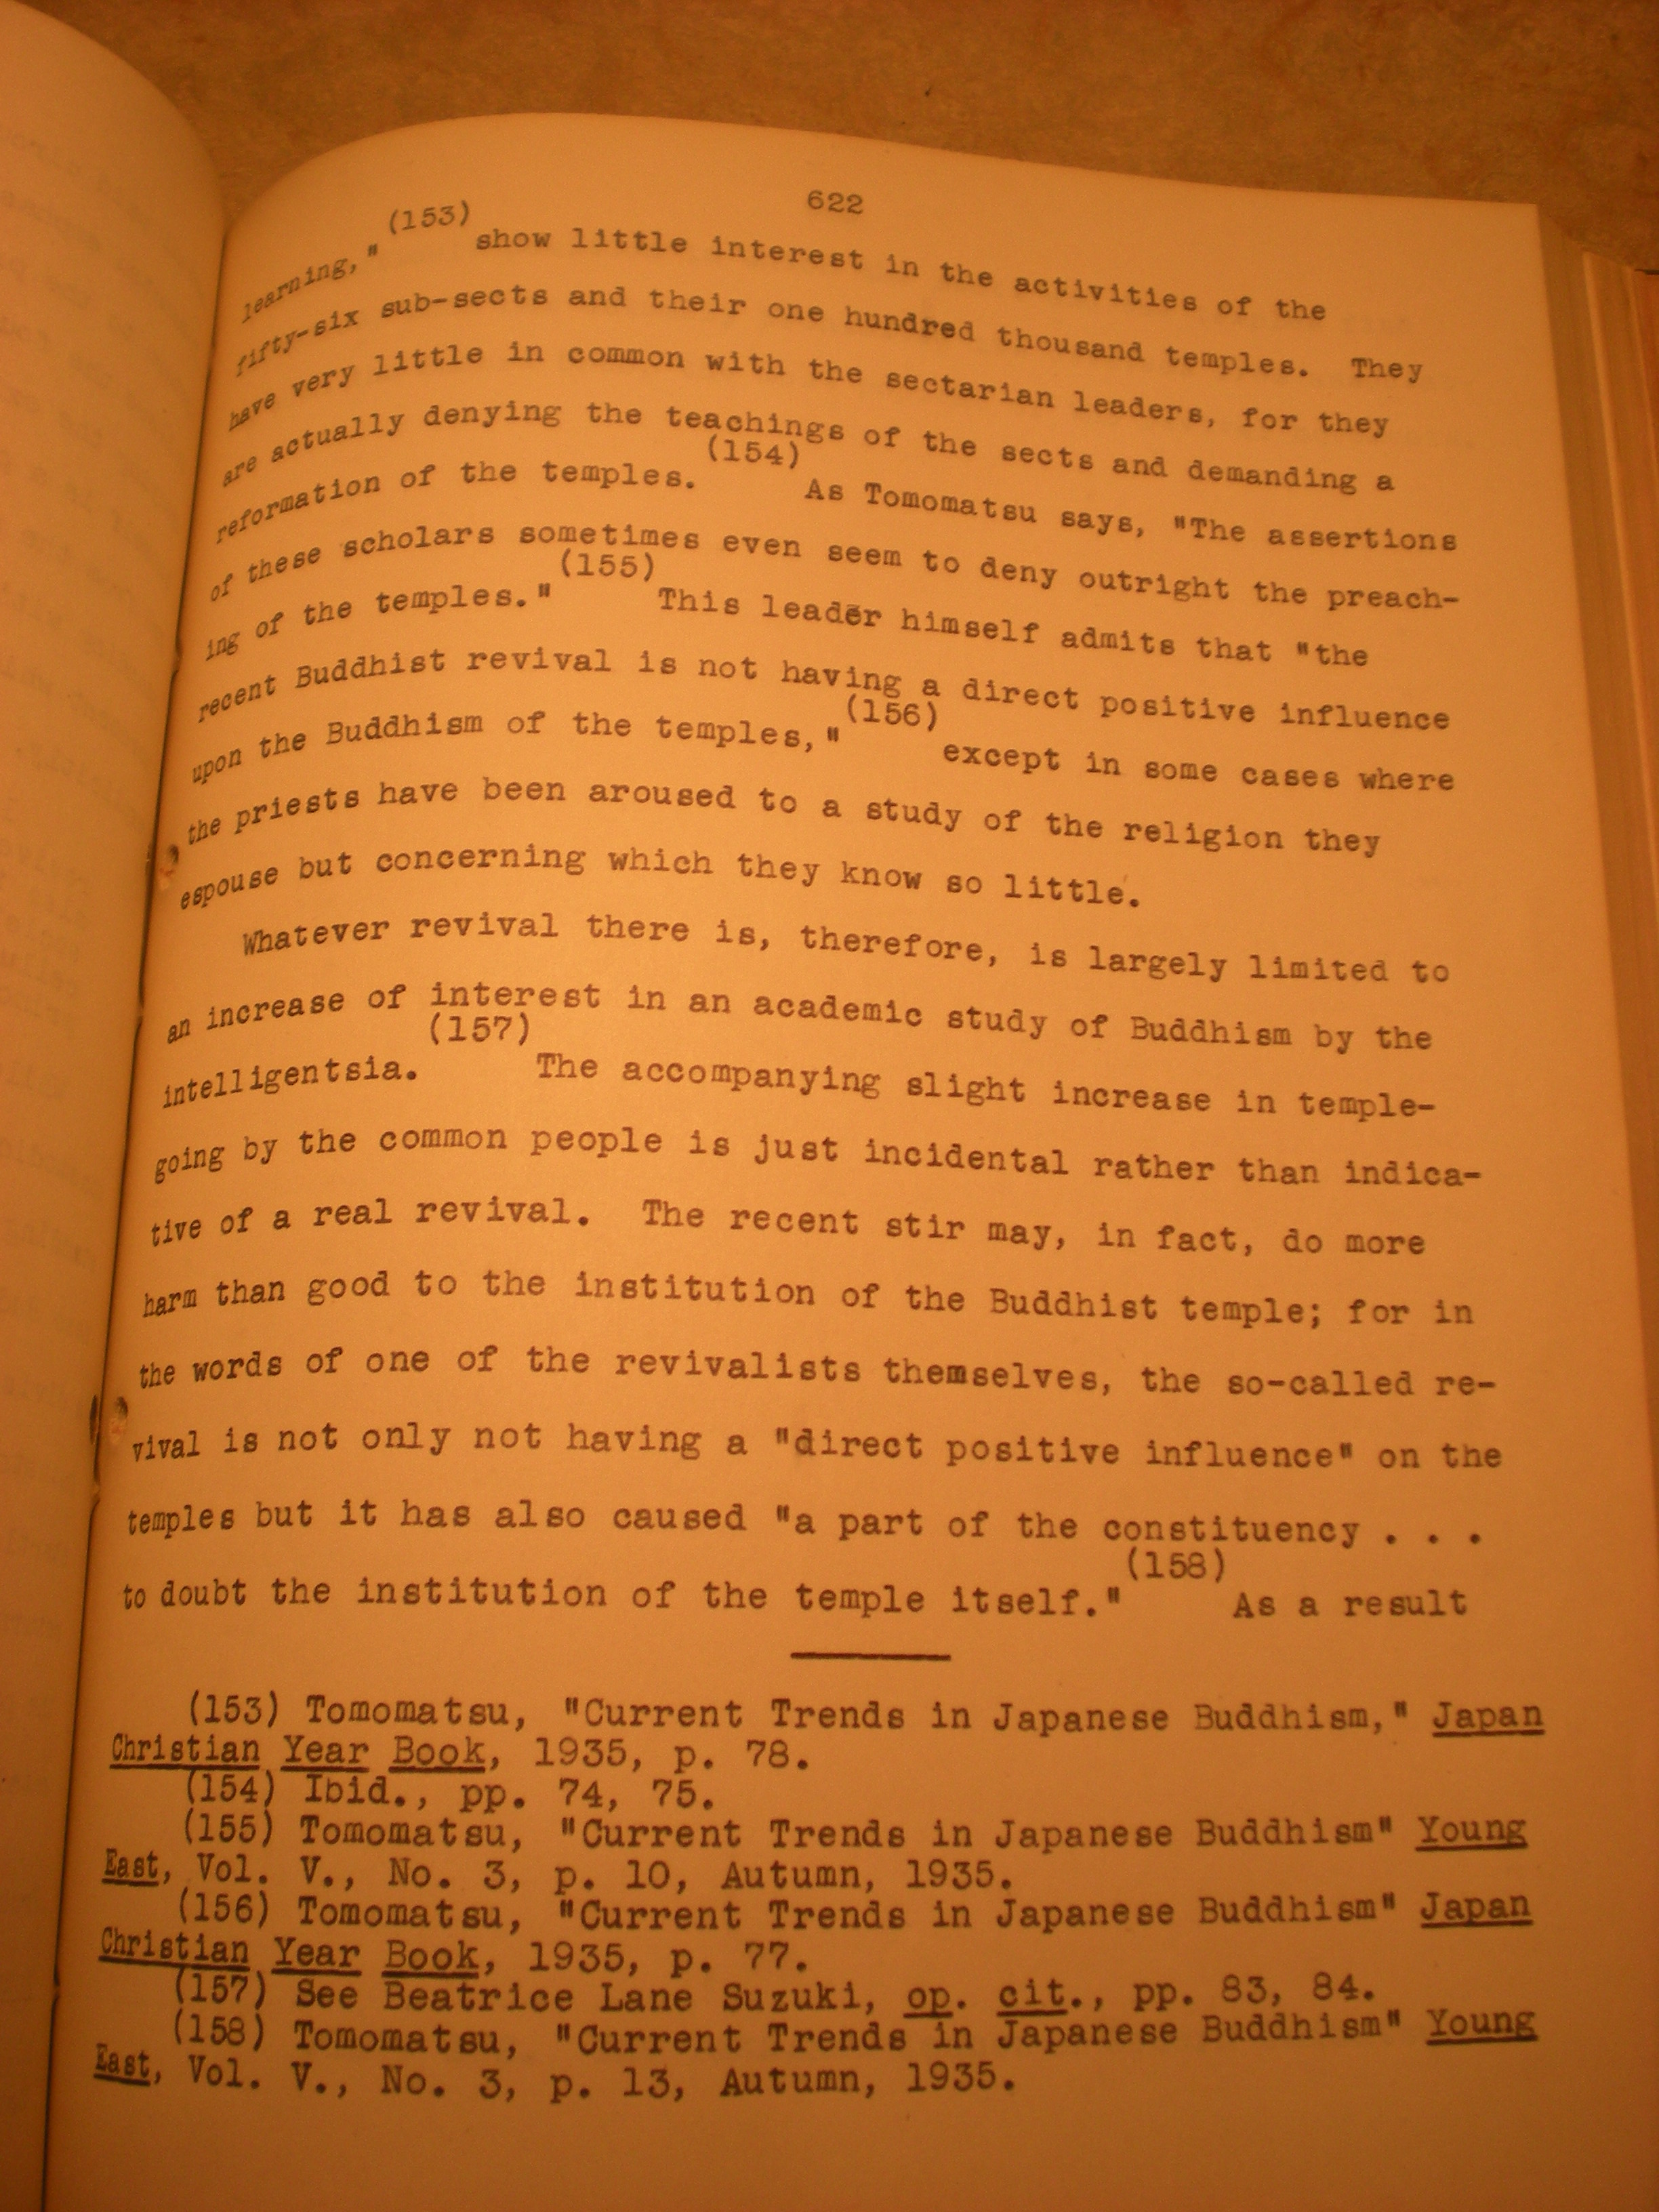 622
learning,"(153) show little interest in the activities of the
fifty-six sub-sects and their one hundred thousand temples. They
have very little in common with the sectarian leaders, for they
are actually denying the teachings of the sects and demanding a
reformation of the temples.(154) As Tomomatsu says, "The assertions
of these scholars sometimes even seem to deny outright the preach-
ing of the temples."(155) This leader himself admits that "the
recent Buddhist revival is not having a direct positive influence
upon the Buddhism of the temples,"(156) except in some cases where
the priests have been aroused to a study of the religion they
espouse but concerning which they know so little.
Whatever revival there is, therefore, is largely limited to
an increase of interest in an academic study of Buddhism by the
intelligentsia.(157) The accompanying slight increase in temple-
going by the common people is just incidental rather than indica-
tive of a real revival. The recent stir may, in fact, do more
harm than good to the institution of the Buddhist temple; for in
the words of one of the revivalists themselves, the so-called re-
vival is not only not having a "direct positive influence" on the
temples but it has also caused "a part of the constituency . . .
to doubt the institution of the temple itself."(158) As a result
(153) Tomomatsu, "Current Trends in Japanese Buddhism," Japan
Christian Year Book, 1935, p. 78.
(154) Ibid., pp. 74, 75.
(155) Tomomatsu, "Current Trends in Japanese Buddhism" Young
East, Vol. V., No. 3, p. 10, Autumn, 1935.
(156) Tomomatsu, "Current Trends in Japanese Buddhism" Japan
Christian Year Book, 1935, p. 77.
(157) See Beatrice Lane Suzuki, op. cit., pp. 83, 84.
(158) Tomomatsu, "Current Trends in Japanese Buddhism" Young
East, Vol. V., No. 3, p. 13, Autumn, 1935.